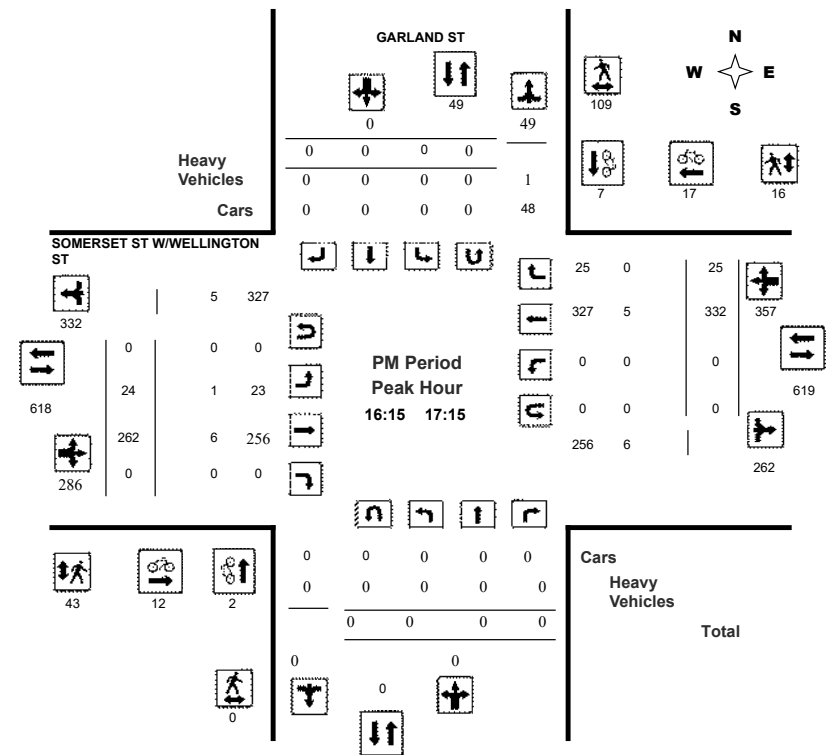 GARLAND ST
N
W E
S
49
109
0
49
0 0 0 0
Heavy
Vehicles
0 0 0 0 1
Cars
0 0 0 0 48
7 17 16
SOMERSET ST W/WELLINGTON
ST
5 327
332
25 0 25
327 5 332 357
0 0 0
24 1 23
618
262 6 256
286
0 0 0
PM Period
Peak Hour
16:15 17:15
0 0 0
0 0 0
619
256 6
262
0 0 0 0 0
Cars
0 0 0 0 0
Heavy
Vehicles
0 0 0 0
Total
43 12 2
0 0
0
0